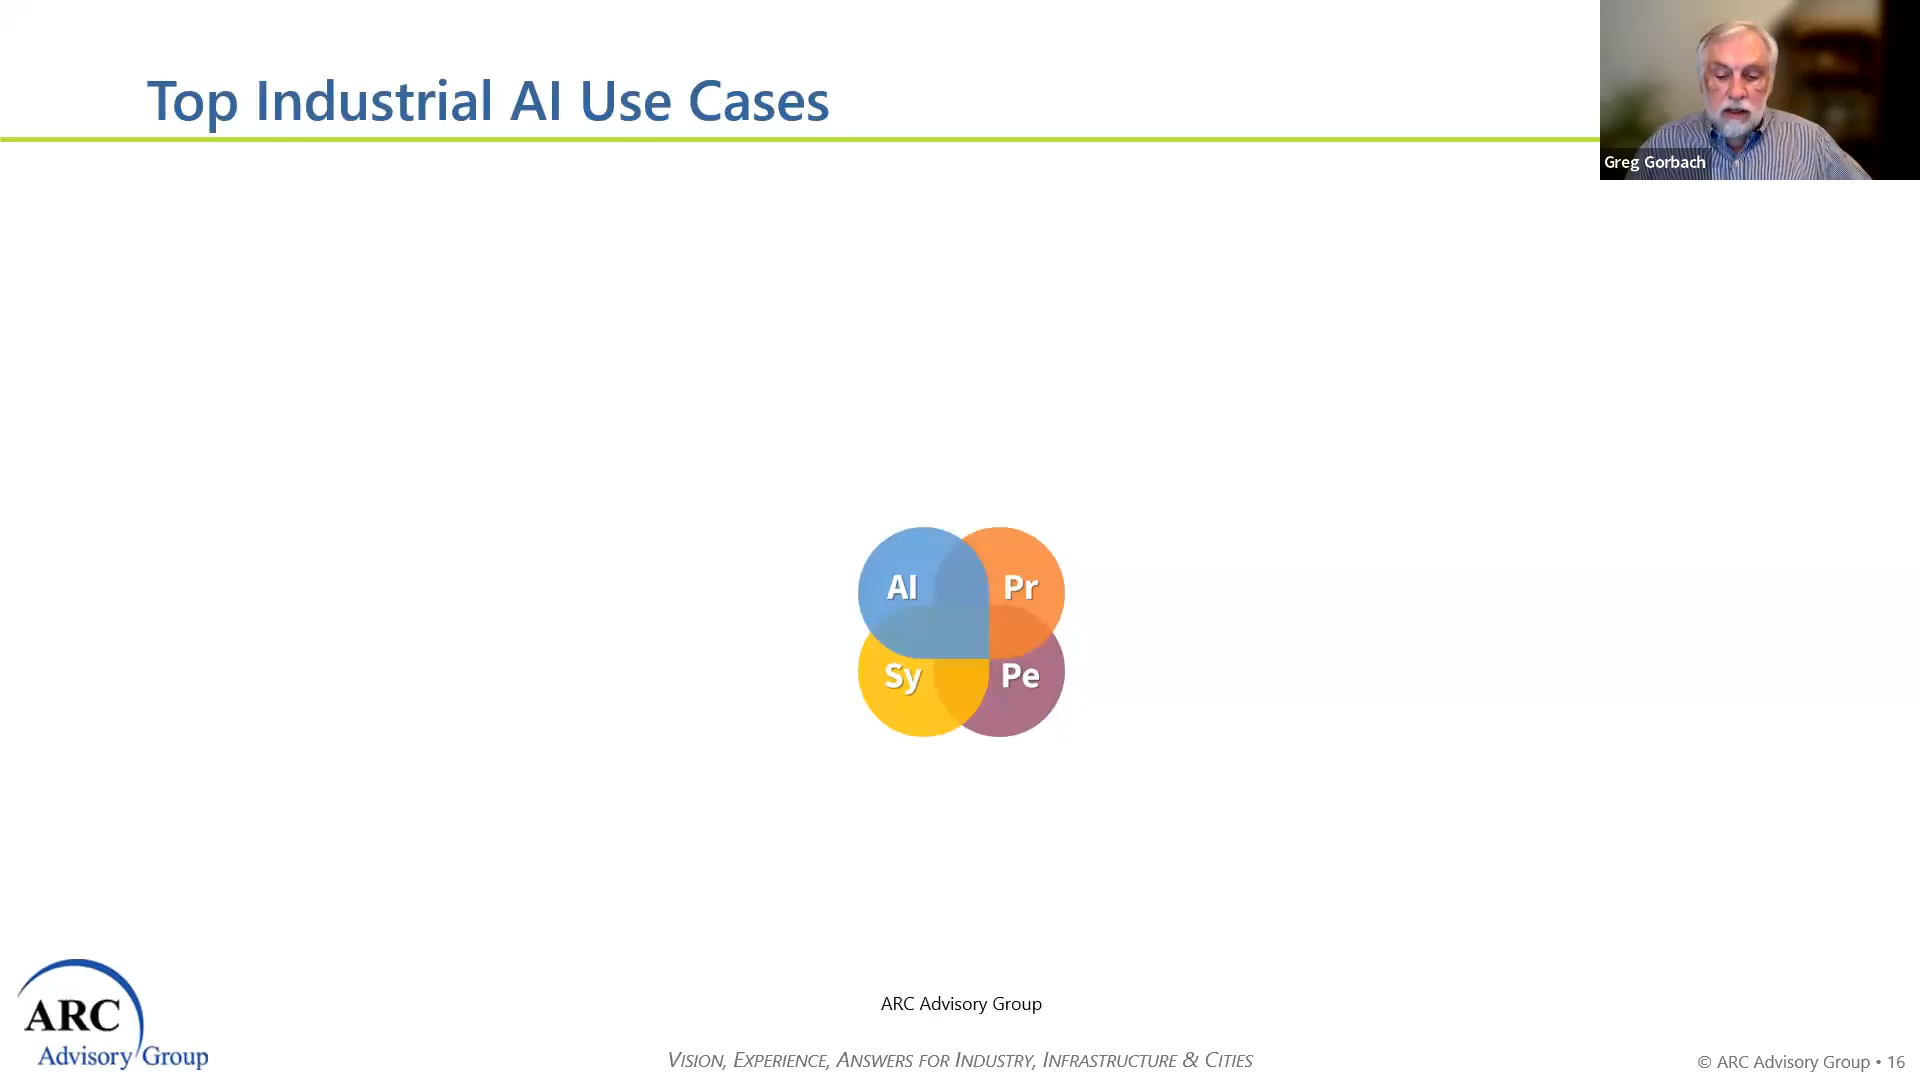 Top Industrial AI Use Cases
Greg Gorbach
AI
Pr
Sy
Pe
ARC
Advisory Group
ARC Advisory Group
VISION, EXPERIENCE, ANSWERS FOR INDUSTRY, INFRASTRUCTURE & CITIES
© ARC Advisory Group • 16